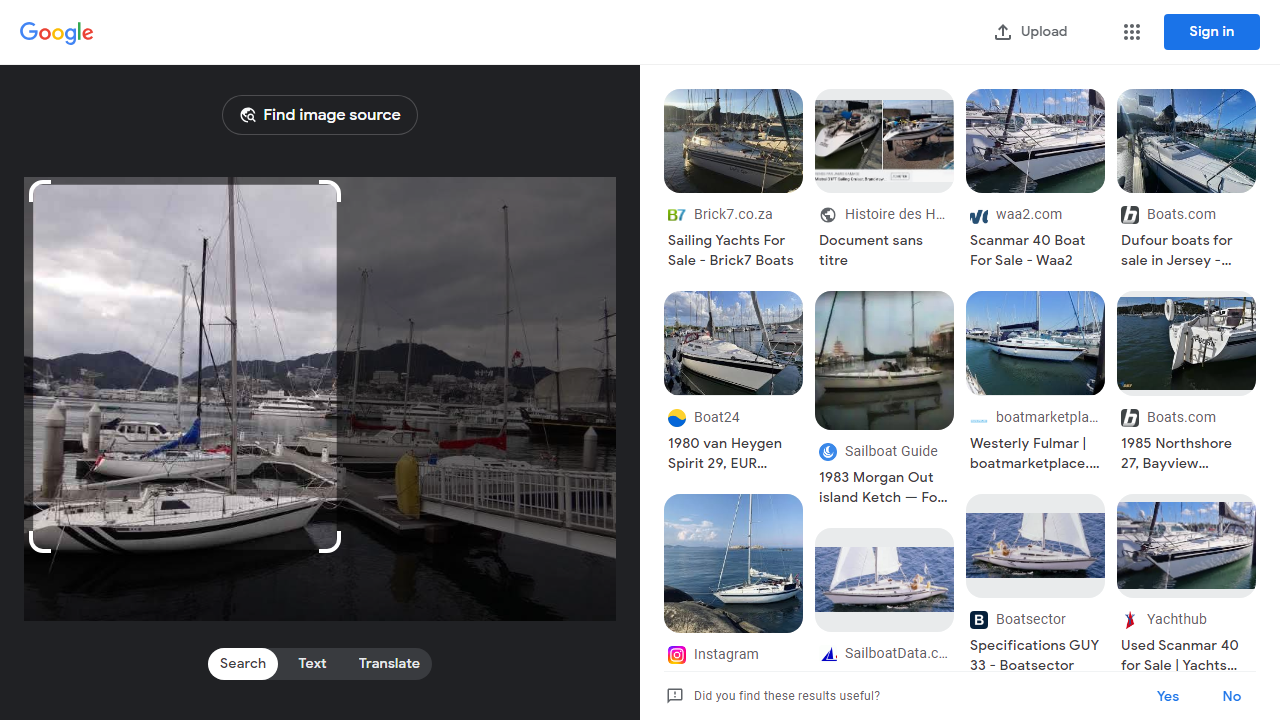 Google
Upload
Sign in
Find image source
Search
Text
Translate
Brick7.co.za
Sailing Yachts For
Sale - Brick7 Boats
Histoire des H...
Document sans
titre
waa2.com
Scanmar 40 Boat
For Sale - Waa2
Boats.com
Dufour boats for
sale in Jersey -...
Boat24
1980 van Heygen
Spirit 29, EUR...
Sailboat Guide
1983 Morgan Out
island Ketch — Fo...
boatmarketpla...
Westerly Fulmar |
boatmarketplace....
Boats.com
1985 Northshore
27, Bayview...
Instagram
SailboatData.c...
Boatsector
Specifications GUY
33 - Boatsector
Yachthub
Used Scanmar 40
for Sale | Yachts...
Did you find these results useful?
Yes
No